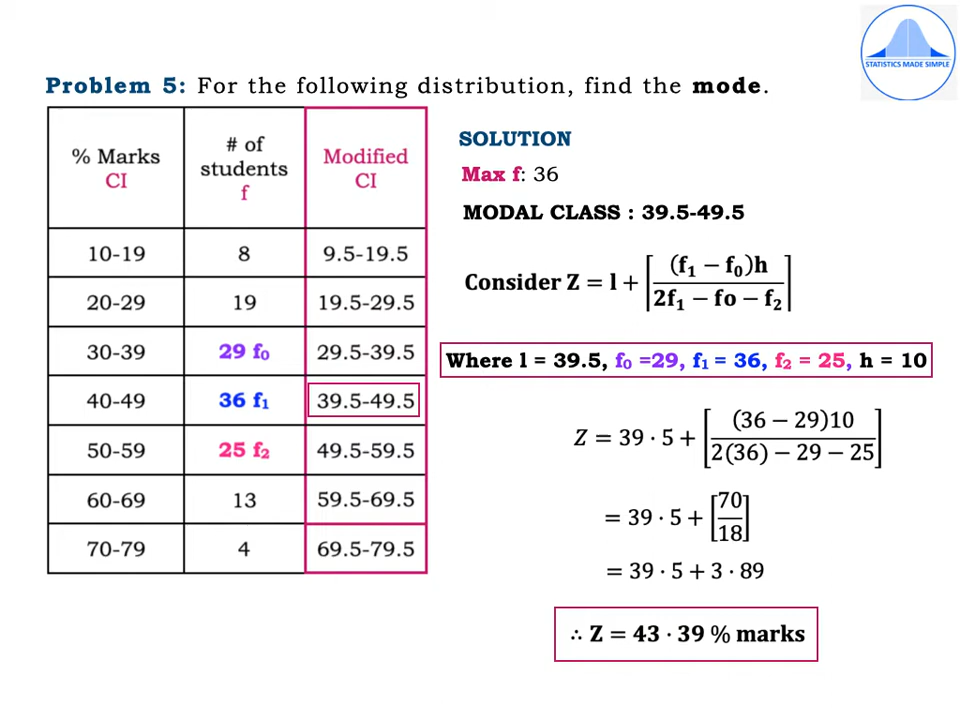 STATISTICS MADE SIMPLE
Problem 5: For the following distribution, find the mode.
% Marks CI | # of students f | Modified CI
10-19 | 8 | 9.5-19.5
20-29 | 19 | 19.5-29.5
30-39 | 29 f₀ | 29.5-39.5
40-49 | 36 f₁ | 39.5-49.5
50-59 | 25 f₂ | 49.5-59.5
60-69 | 13 | 59.5-69.5
70-79 | 4 | 69.5-79.5
SOLUTION
Max f: 36
MODAL CLASS : 39.5-49.5
Consider Z = l + [(f₁ − f₀)h / 2f₁ − fo − f₂]
Where l = 39.5, f₀ =29, f₁ = 36, f₂ = 25, h = 10
Z = 39 · 5 + [(36 − 29)10 / 2(36) − 29 − 25]
= 39 · 5 + [70 / 18]
= 39 · 5 + 3 · 89
∴ Z = 43 · 39 % marks